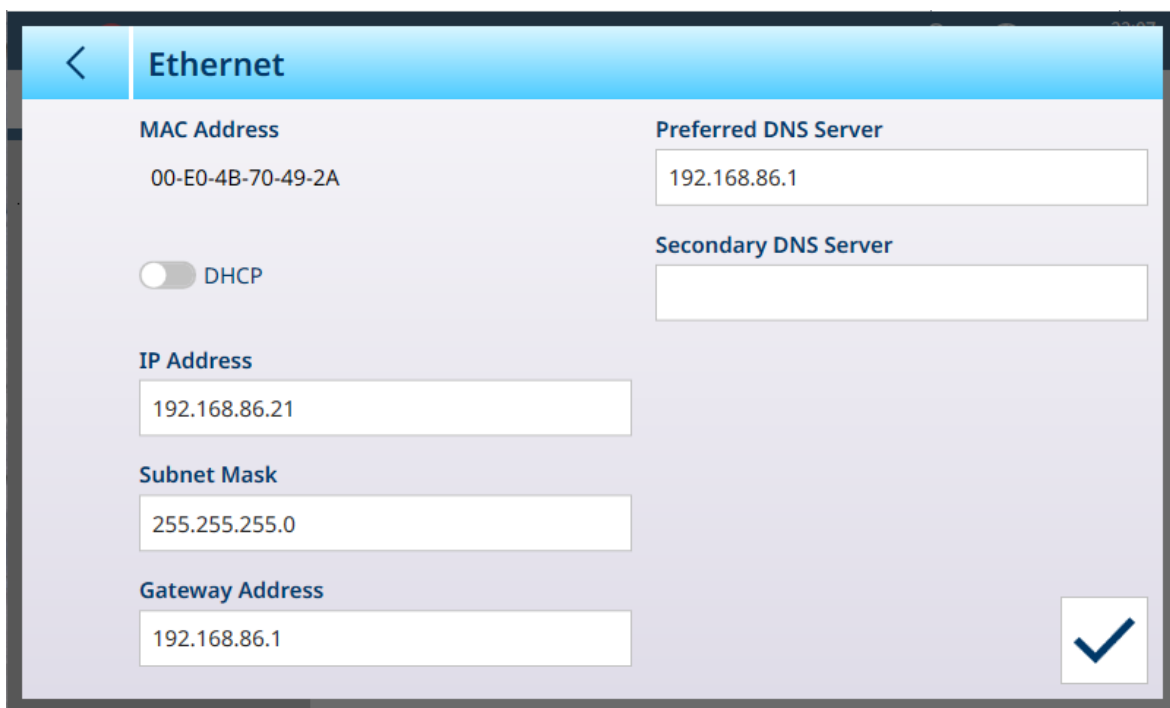 Ethernet
MAC Address
00-E0-4B-70-49-2A
DHCP
IP Address
192.168.86.21
Subnet Mask
255.255.255.0
Gateway Address
192.168.86.1
Preferred DNS Server
192.168.86.1
Secondary DNS Server